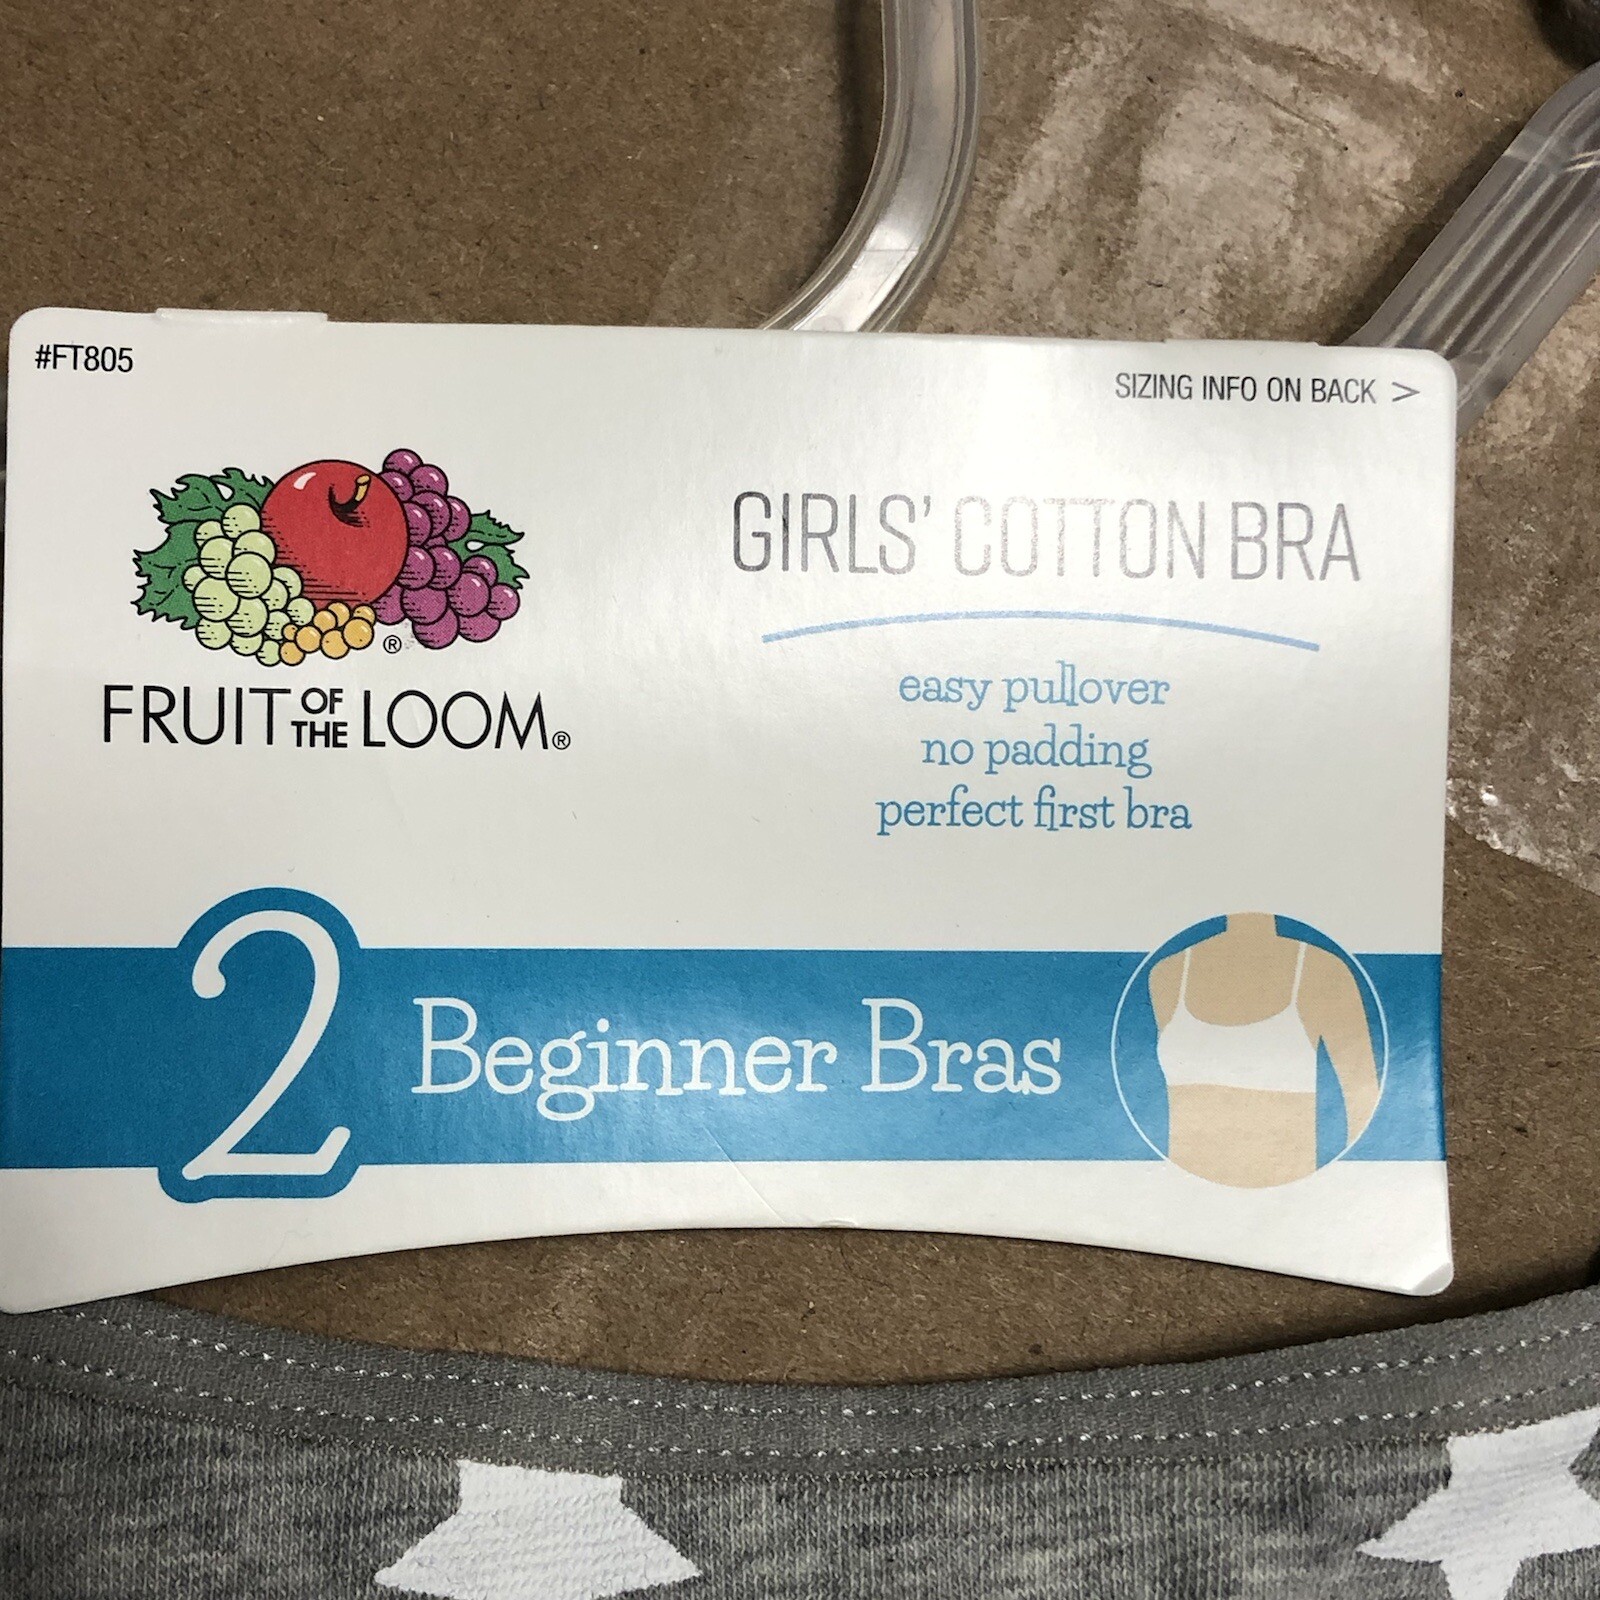 #FT805
SIZING INFO ON BACK >
GIRLS' COTTON BRA
easy pullover
no padding
perfect first bra
®
FRUIT OF THE LOOM®
2 Beginner Bras